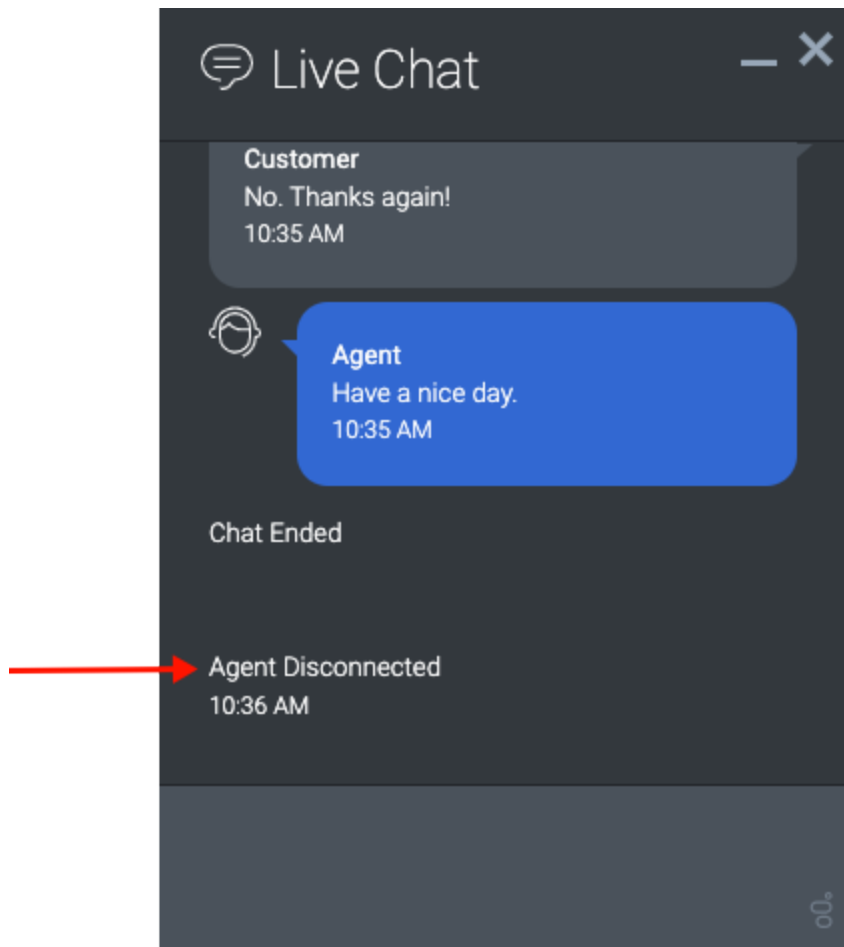 Live Chat
Customer
No. Thanks again!
10:35 AM
Agent
Have a nice day.
10:35 AM
Chat Ended
Agent Disconnected
10:36 AM